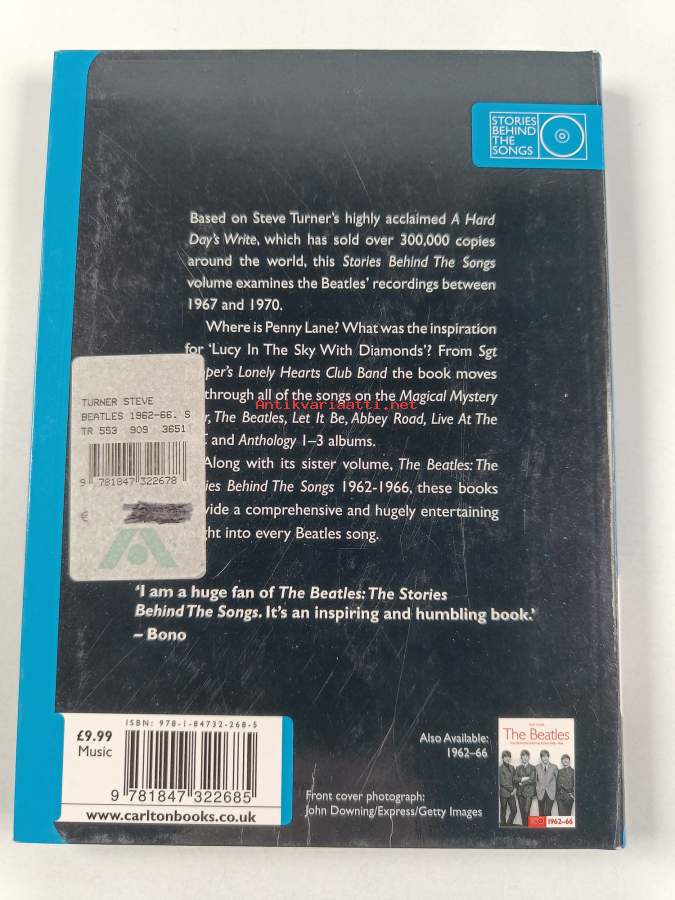 STORIES
BEHIND
THE
SONGS
Based on Steve Turner's highly acclaimed A Hard
Day's Write, which has sold over 300,000 copies
around the world, this Stories Behind The Songs
volume examines the Beatles' recordings between
1967 and 1970.
Where is Penny Lane? What was the inspiration
for 'Lucy In The Sky With Diamonds'? From Sgt
Lonely Hearts Club Band the book moves
through all of the songs on the Magical Mystery
The Beatles, Let It Be, Abbey Road, Live At The
and Anthology 1–3 albums.
Along with its sister volume, The Beatles: The
Behind The Songs 1962-1966, these books
a comprehensive and hugely entertaining
into every Beatles song.
Antikvariaatti.net
TURNER STEVE
BEATLES 1962-66. S
TR 553 909 3651
9 781847 322678
€
'I am a huge fan of The Beatles: The Stories
Behind The Songs. It's an inspiring and humbling book.'
– Bono
£9.99
Music
ISBN: 978-1-84732-268-5
9 781847 322685
www.carltonbooks.co.uk
Also Available:
1962–66
Front cover photograph:
John Downing/Express/Getty Images
The Beatles
1962–66